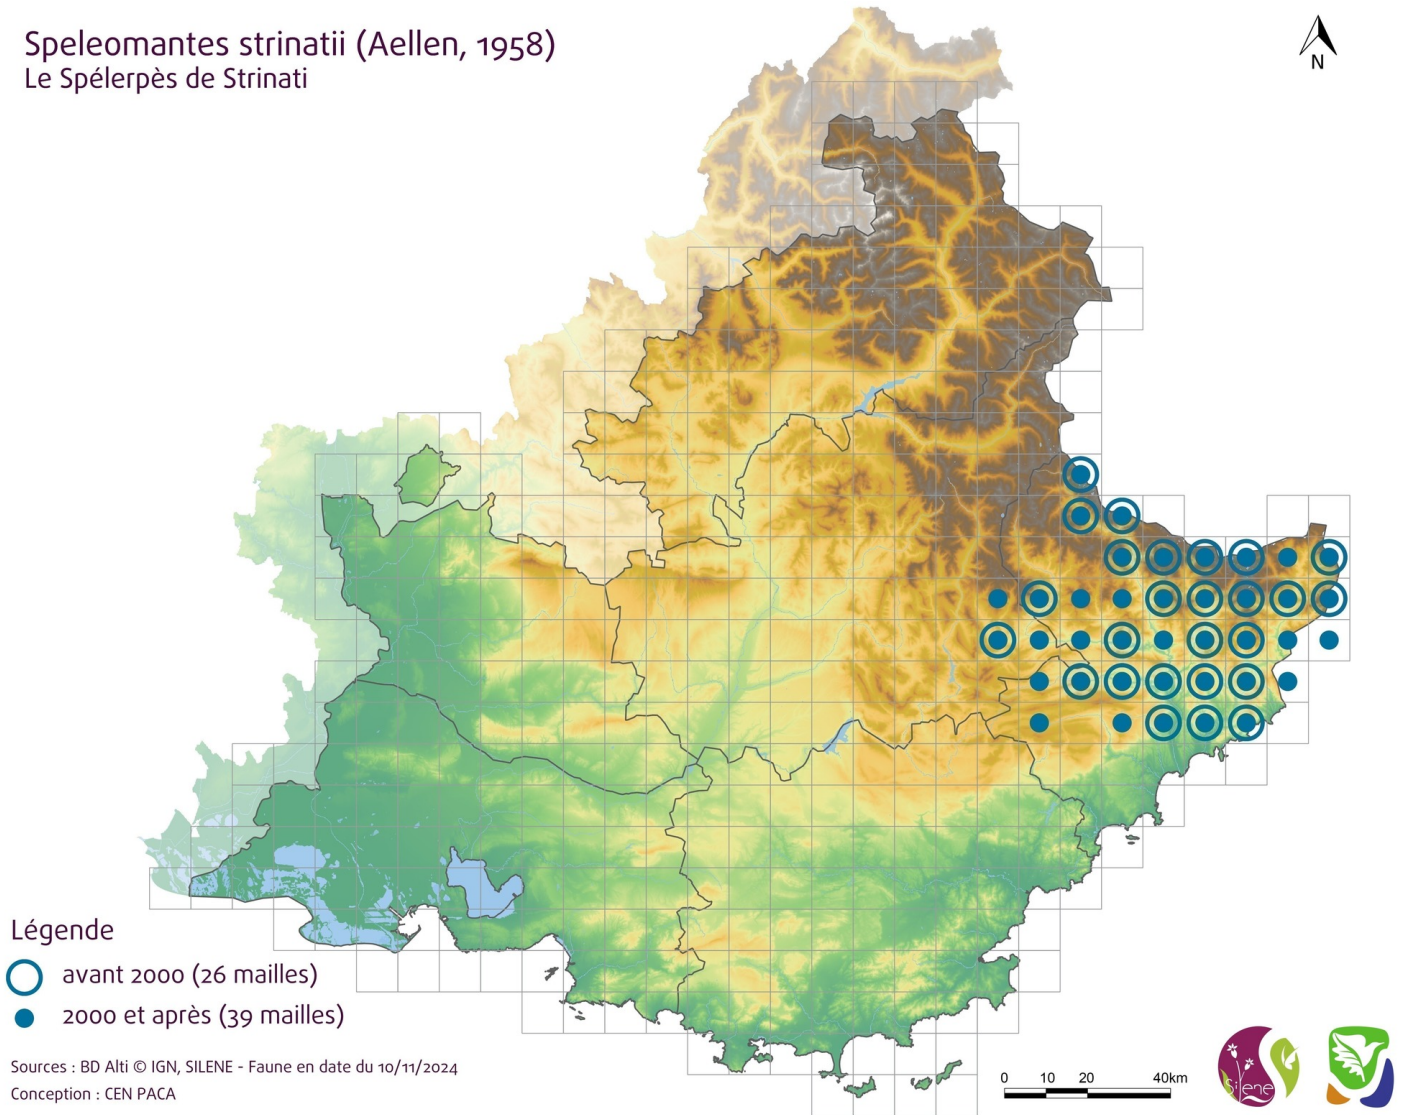 Speleomantes strinatii (Aellen, 1958)
Le Spélerpès de Strinati
N
Légende
avant 2000 (26 mailles)
2000 et après (39 mailles)
Sources : BD Alti © IGN, SILENE - Faune en date du 10/11/2024
Conception : CEN PACA
0 10 20 40km
Silene